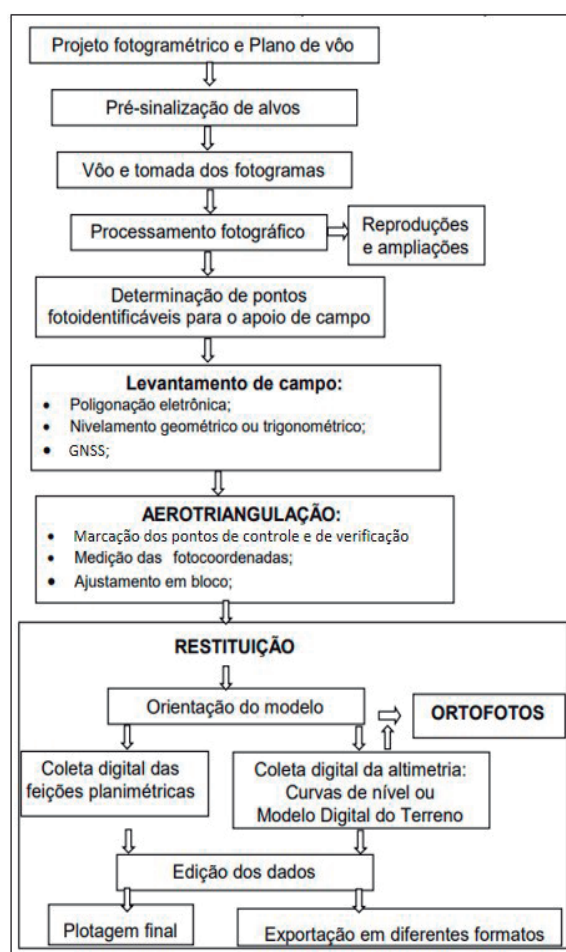 Projeto fotogramétrico e Plano de vôo
Pré-sinalização de alvos
Vôo e tomada dos fotogramas
Processamento fotográfico
Reproduções
e ampliações
Determinação de pontos
fotoidentificáveis para o apoio de campo
Levantamento de campo:
• Poligonação eletrônica;
• Nivelamento geométrico ou trigonométrico;
• GNSS;
AEROTRIANGULAÇÃO:
• Marcação dos pontos de controle e de verificação
• Medição das fotocoordenadas;
• Ajustamento em bloco;
RESTITUIÇÃO
Orientação do modelo
ORTOFOTOS
Coleta digital das
feições planimétricas
Coleta digital da altimetria:
Curvas de nível ou
Modelo Digital do Terreno
Edição dos dados
Plotagem final
Exportação em diferentes formatos